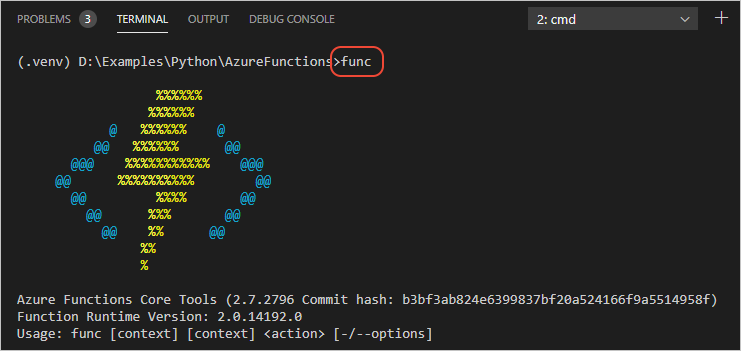 PROBLEMS 3 TERMINAL OUTPUT DEBUG CONSOLE 2: cmd
(.venv) D:\Examples\Python\AzureFunctions>func
%%%%%%
%%%%%%
@ %%%%%% @
@@ %%%%%% @@
@@@ %%%%%%%%%%% @@@
@@ %%%%%%%%%% @@
@@ %%%% @@
@@ %%% @@
@@ %% @@
%%
%
Azure Functions Core Tools (2.7.2796 Commit hash: b3bf3ab824e6399837bf20a524166f9a5514958f)
Function Runtime Version: 2.0.14192.0
Usage: func [context] [context] <action> [-/--options]